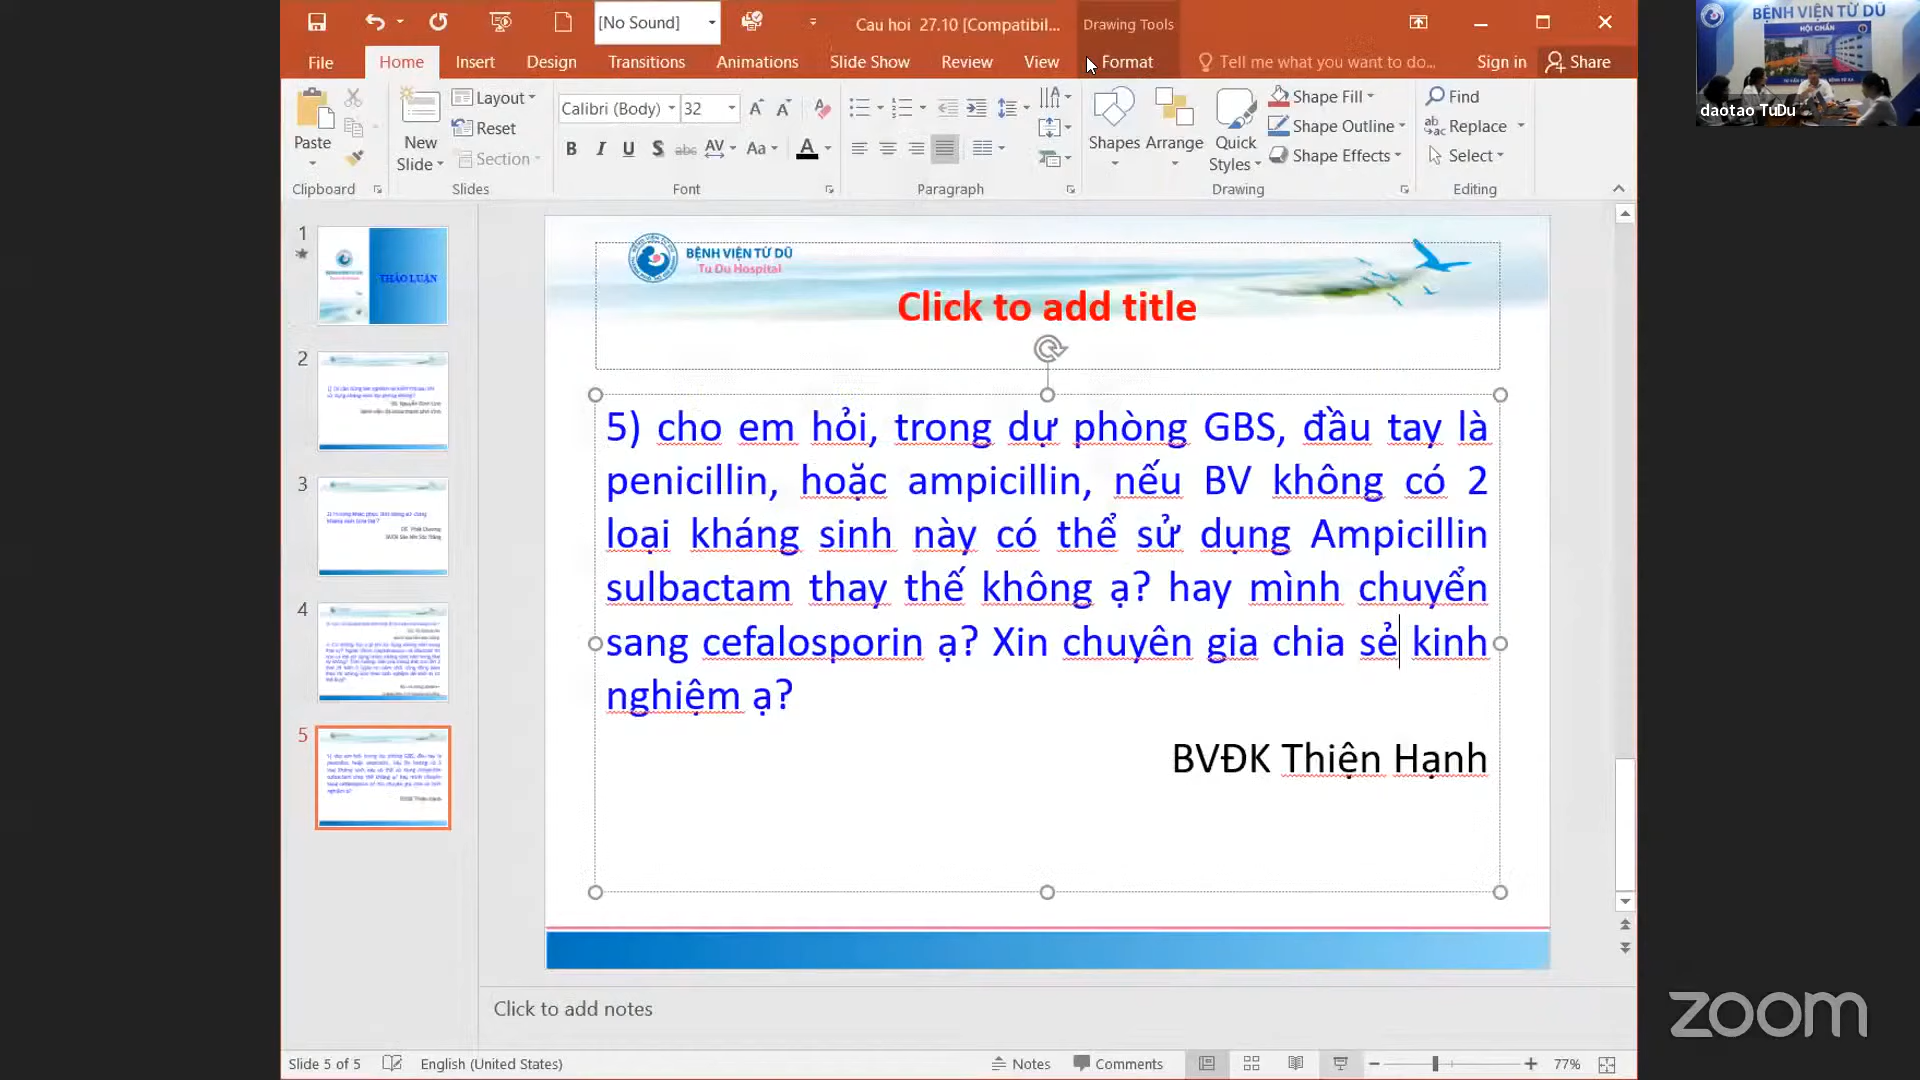 [No Sound]
Cau hoi 27.10 [Compatibil...
Drawing Tools
File
Home
Insert
Design
Transitions
Animations
Slide Show
Review
View
Format
Tell me what you want to do...
Sign in
Share
Paste
Clipboard
New
Slide
Layout
Reset
Section
Slides
Calibri (Body)
32
Font
Paragraph
Shapes
Arrange
Quick
Styles
Shape Fill
Shape Outline
Shape Effects
Drawing
Find
Replace
Select
Editing
BỆNH VIỆN TỪ DŨ
HỘI CHẨN
daotao TuDu
1
THẢO LUẬN
2
3
4
5
BỆNH VIỆN TỪ DŨ
Tu Du Hospital
Click to add title
5) cho em hỏi, trong dự phòng GBS, đầu tay là
penicillin, hoặc ampicillin, nếu BV không có 2
loại kháng sinh này có thể sử dụng Ampicillin
sulbactam thay thế không ạ? hay mình chuyển
sang cefalosporin ạ? Xin chuyên gia chia sẻ kinh
nghiệm ạ?
BVĐK Thiện Hạnh
Click to add notes
Slide 5 of 5
English (United States)
Notes
Comments
77%
zoom